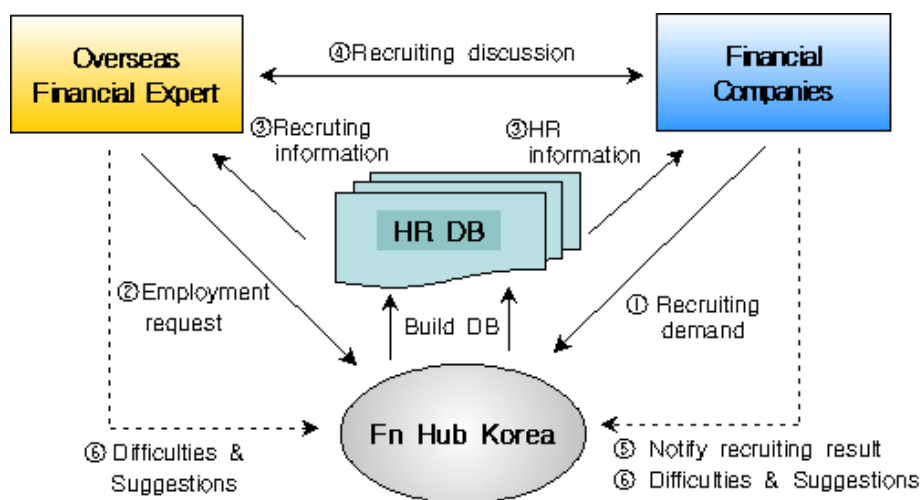 Overseas
Financial Expert
④Recruiting discussion
Financial
Companies
③Recruting
information
③HR
information
HR DB
②Employment
request
Build DB
① Recruiting
demand
Fn Hub Korea
⑥ Difficulties &
Suggestions
⑤ Notify recruiting result
⑥ Difficulties & Suggestions